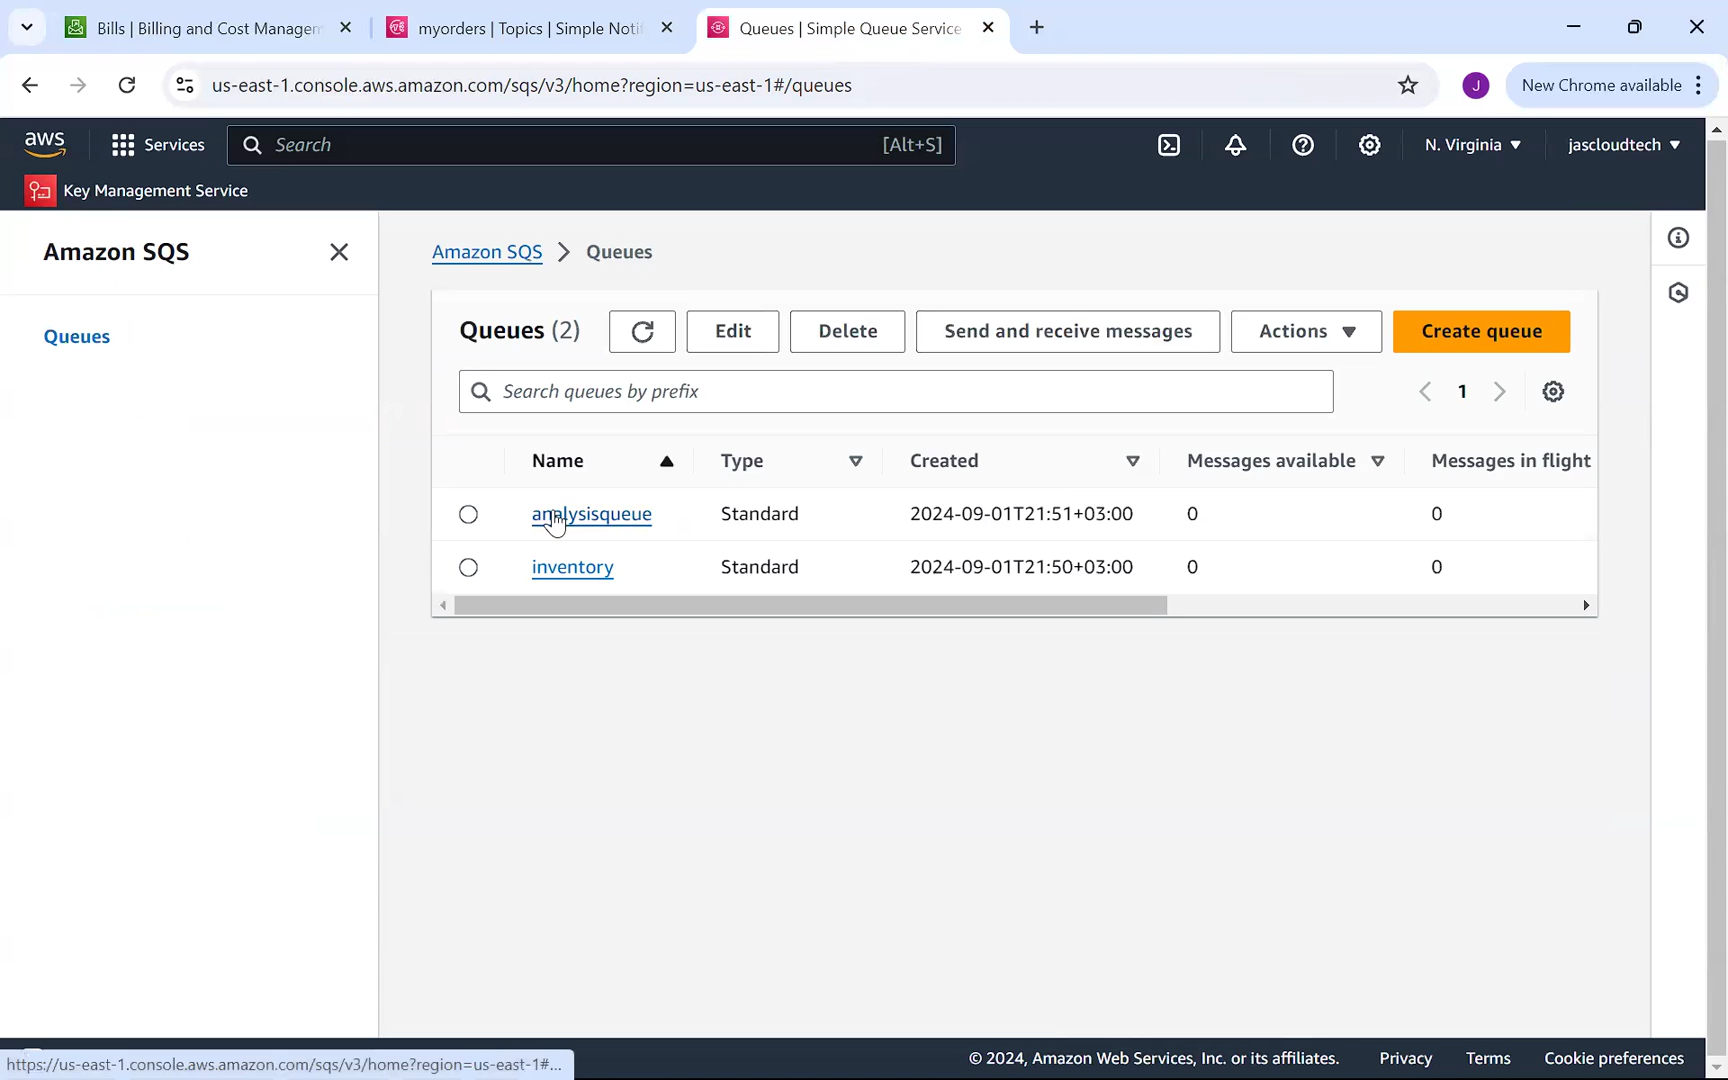 Bills | Billing and Cost Managem
myorders | Topics | Simple Notif
Queues | Simple Queue Service
us-east-1.console.aws.amazon.com/sqs/v3/home?region=us-east-1#/queues
J
New Chrome available
aws
Services
Search
[Alt+S]
N. Virginia
jascloudtech
Key Management Service
Amazon SQS
Queues
Amazon SQS
Queues
Queues (2)
Edit
Delete
Send and receive messages
Actions
Create queue
Search queues by prefix
1
Name
Type
Created
Messages available
Messages in flight
analysisqueue
Standard
2024-09-01T21:51+03:00
0
0
inventory
Standard
2024-09-01T21:50+03:00
0
0
https://us-east-1.console.aws.amazon.com/sqs/v3/home?region=us-east-1#...
© 2024, Amazon Web Services, Inc. or its affiliates.
Privacy
Terms
Cookie preferences